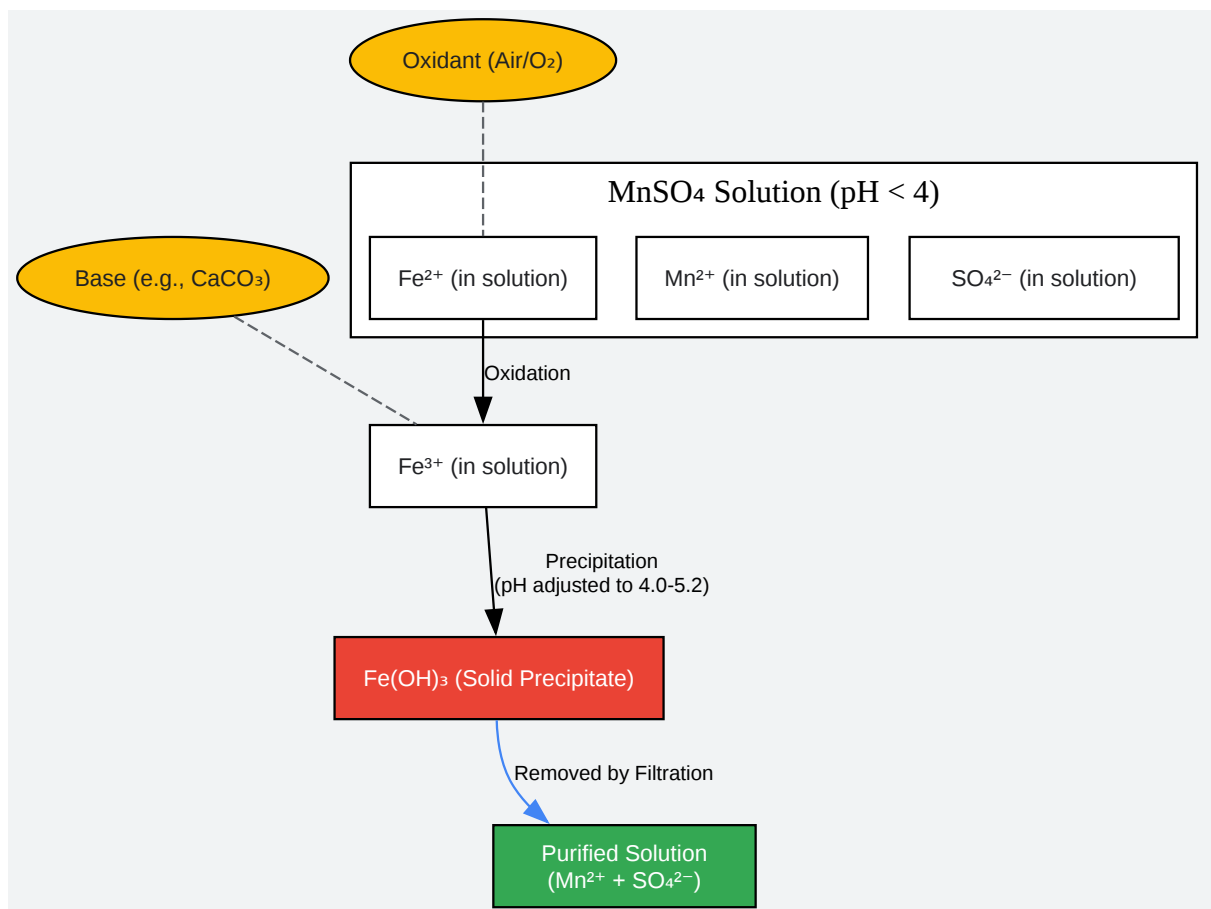 Oxidant (Air/O₂)
MnSO₄ Solution (pH < 4)
Base (e.g., CaCO₃)
Fe²⁺ (in solution)
Mn²⁺ (in solution)
SO₄²⁻ (in solution)
Oxidation
Fe³⁺ (in solution)
Precipitation
(pH adjusted to 4.0-5.2)
Fe(OH)₃ (Solid Precipitate)
Removed by Filtration
Purified Solution
(Mn²⁺ + SO₄²⁻)